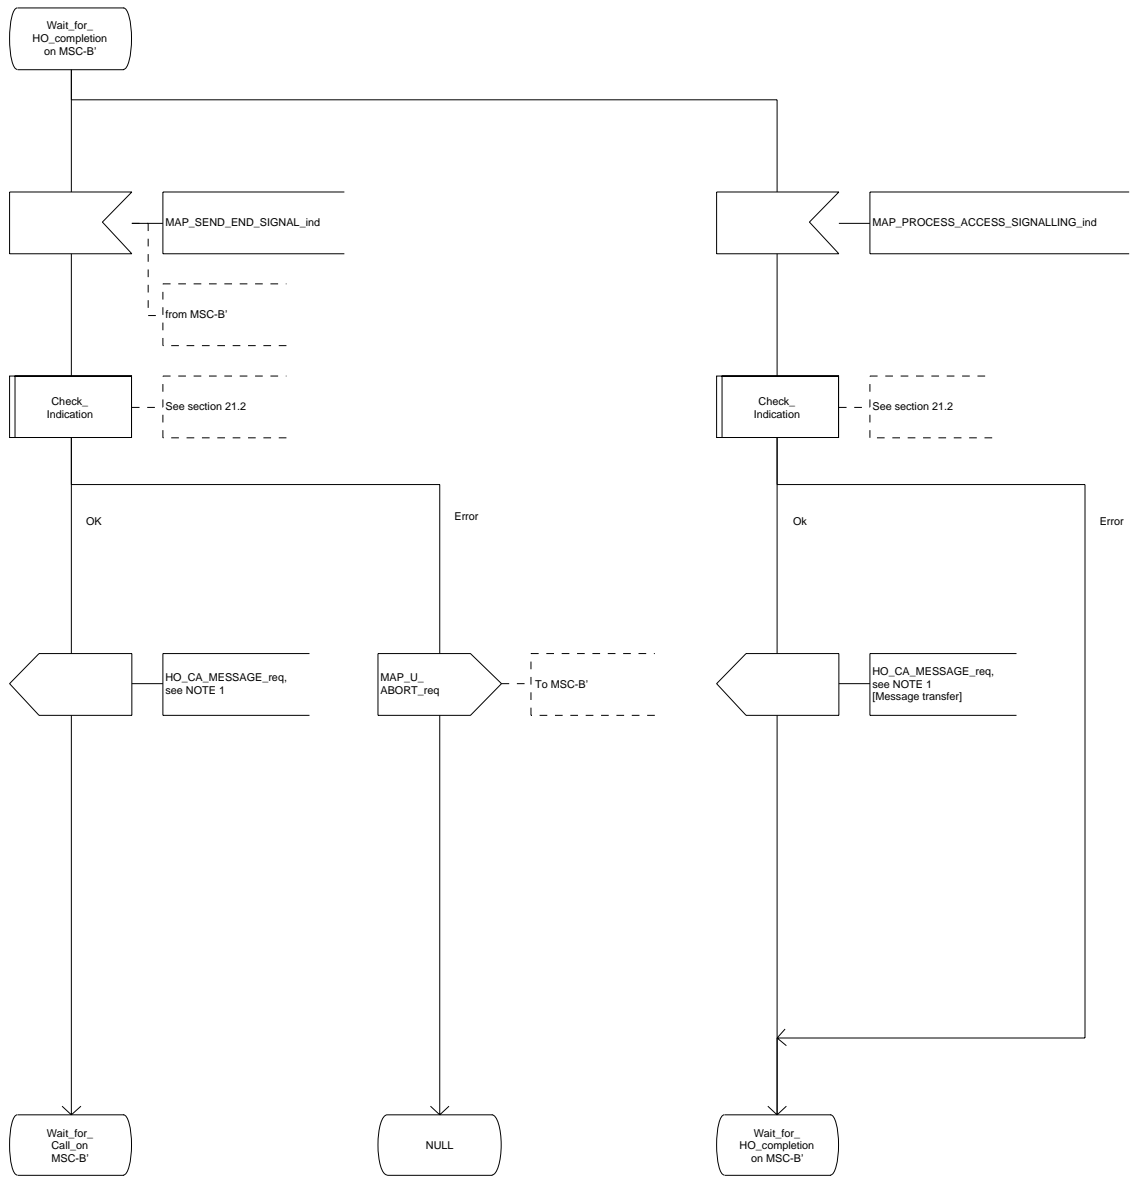 Wait_for_
HO_completion
on MSC-B'
MAP_SEND_END_SIGNAL_ind
MAP_PROCESS_ACCESS_SIGNALLING_ind
from MSC-B'
Check_
Indication
See section 21.2
Check_
Indication
See section 21.2
OK
Error
Ok
Error
HO_CA_MESSAGE_req,
see NOTE 1
MAP_U_
ABORT_req
To MSC-B'
HO_CA_MESSAGE_req,
see NOTE 1
[Message transfer]
Wait_for_
Call_on
MSC-B'
NULL
Wait_for_
HO_completion
on MSC-B'